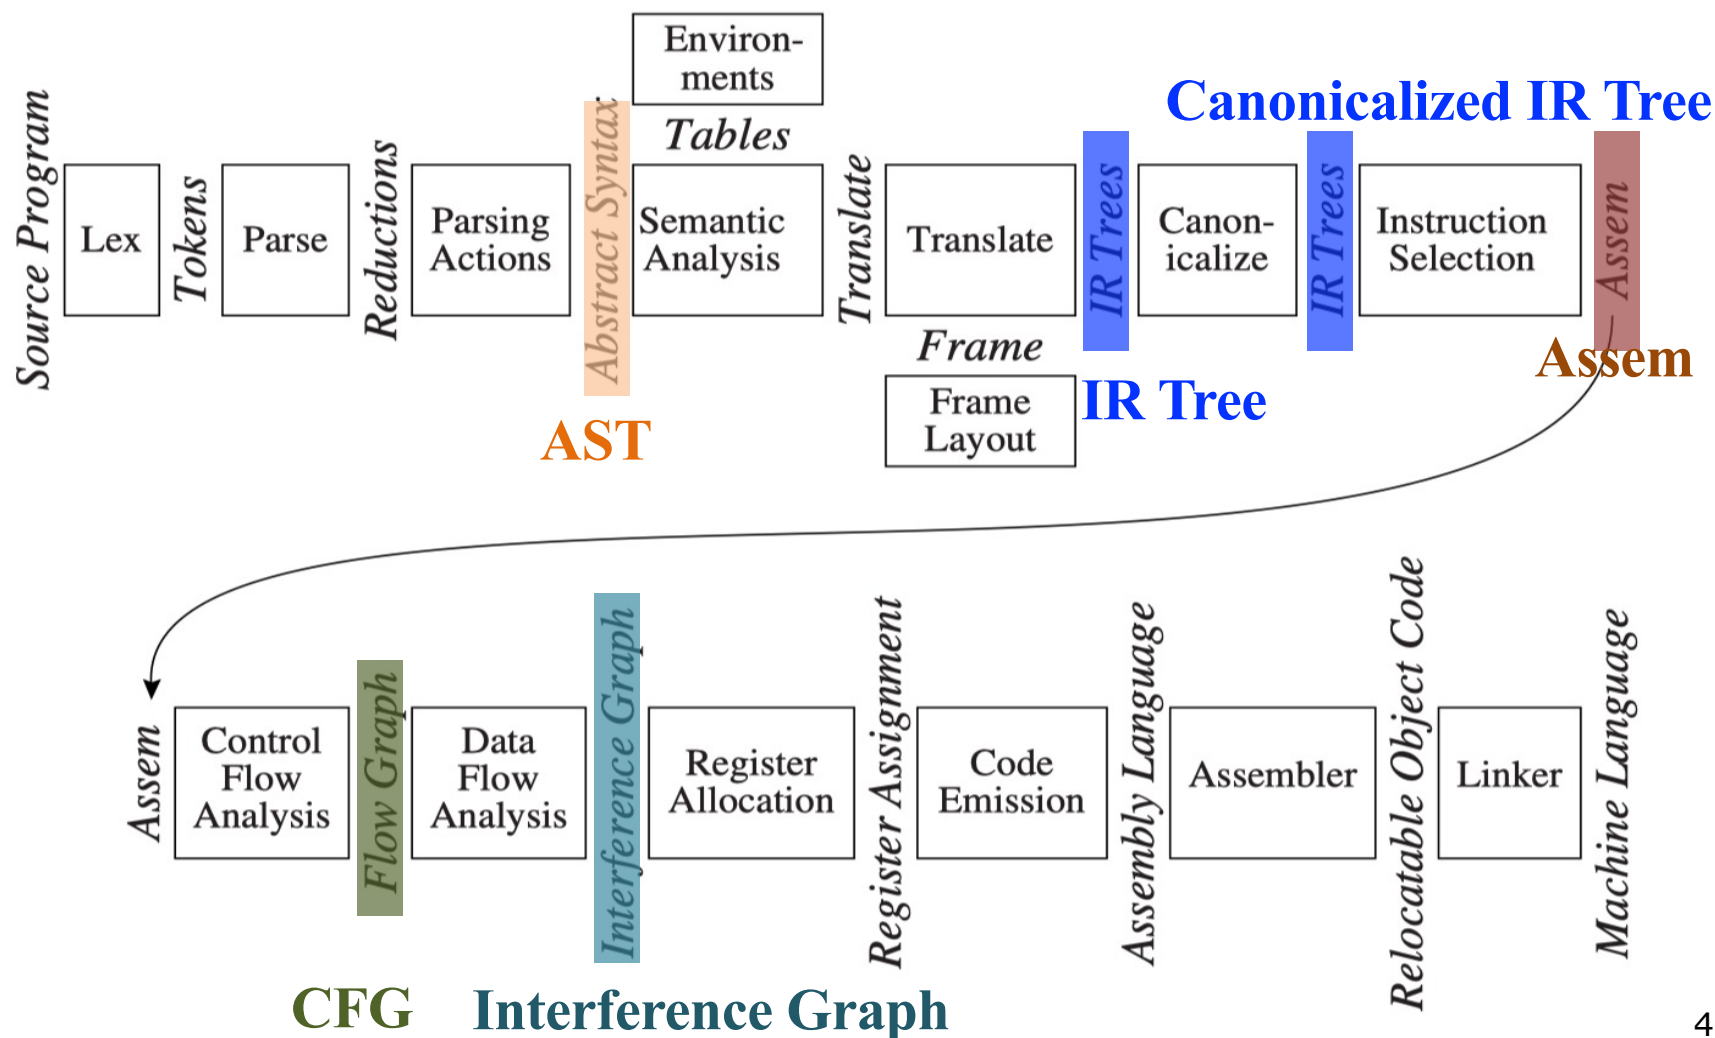 Source Program
Lex
Tokens
Parse
Reductions
Parsing
Actions
Abstract Syntax
AST
Environ-
ments
Tables
Semantic
Analysis
Translate
Translate
Frame
Frame
Layout
IR Trees
IR Tree
Canon-
icalize
Canonicalized IR Tree
IR Trees
Instruction
Selection
Assem
Assem
Assem
Control
Flow
Analysis
Flow Graph
CFG
Data
Flow
Analysis
Interference Graph
Interference Graph
Register
Allocation
Register Assignment
Code
Emission
Assembly Language
Assembler
Relocatable Object Code
Linker
Machine Language
4